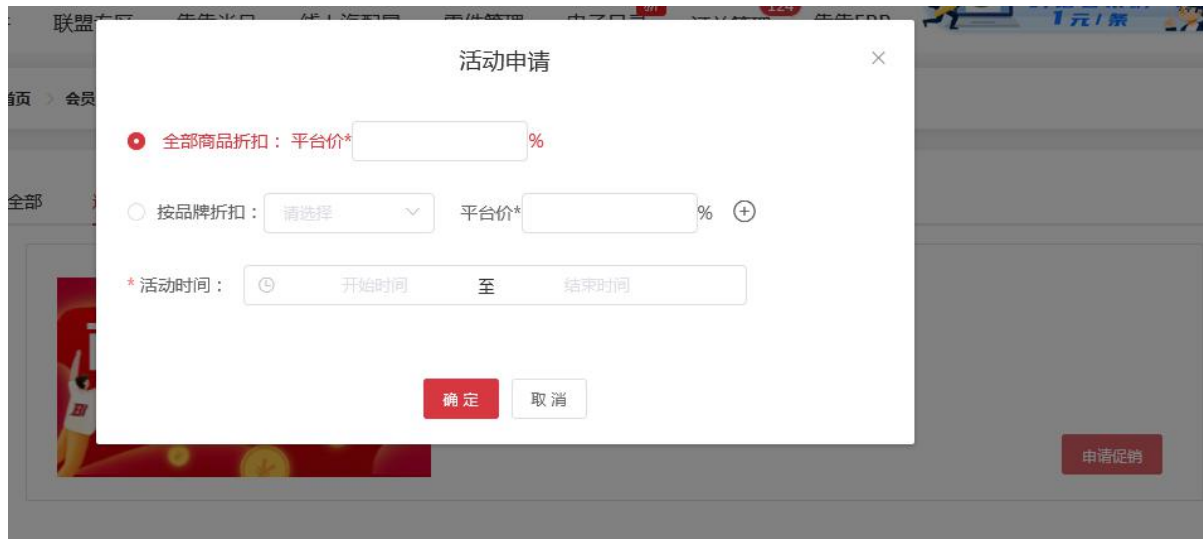 联盟
1元/条
活动申请
首页 会员
全部商品折扣：平台价* %
全部
按品牌折扣： 请选择 平台价* %
*活动时间： 开始时间 至 结束时间
确定 取消
申请促销